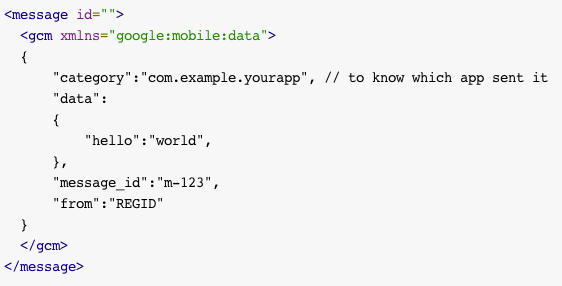 <message id="">
<gcm xmlns="google:mobile:data">
{
"category":"com.example.yourapp", // to know which app sent it
"data":
{
"hello":"world",
},
"message_id":"m-123",
"from":"REGID"
}
</gcm>
</message>